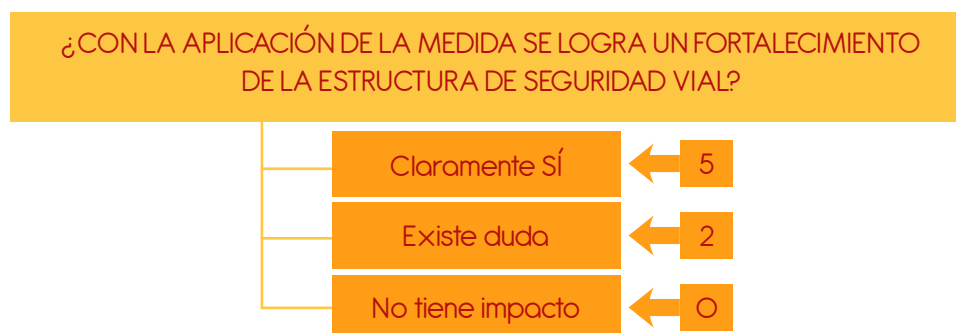 ¿CON LA APLICACIÓN DE LA MEDIDA SE LOGRA UN FORTALECIMIENTO
DE LA ESTRUCTURA DE SEGURIDAD VIAL?
Claramente SÍ 5
Existe duda 2
No tiene impacto 0